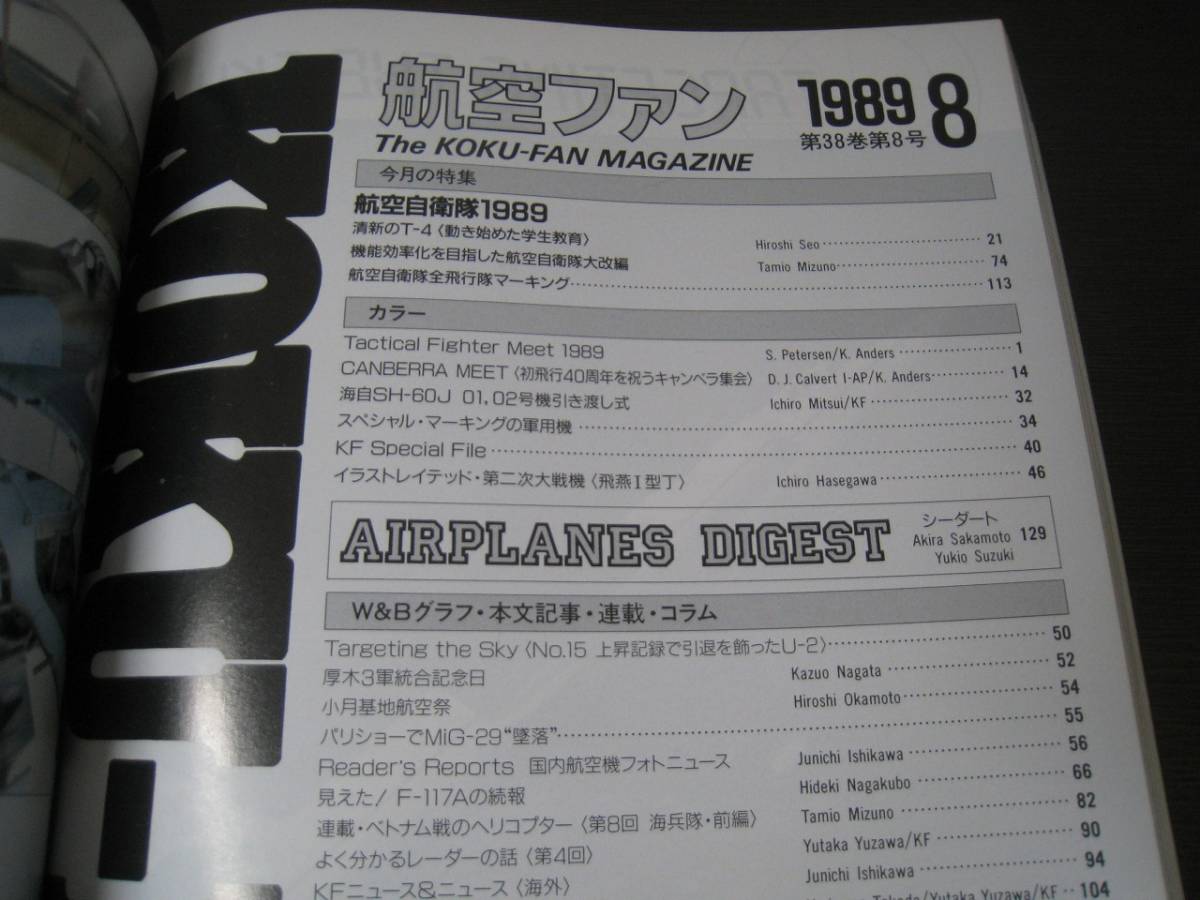 航空ファン
The KOKU-FAN MAGAZINE
1989 8
第38巻第8号
今月の特集
航空自衛隊1989
清新のT-4〈動き始めた学生教育〉 Hiroshi Seo 21
機能効率化を目指した航空自衛隊大改編 Tamio Mizuno 74
航空自衛隊全飛行隊マーキング 113
カラー
Tactical Fighter Meet 1989 S. Petersen/K. Anders 1
CANBERRA MEET〈初飛行40周年を祝うキャンベラ集会〉 D. J. Calvert I-AP/K. Anders 14
海自SH-60J 01,02号機引き渡し式 Ichiro Mitsui/KF 32
スペシャル・マーキングの軍用機 34
KF Special File 40
イラストレイテッド・第二次大戦機〈飛燕I型丁〉 Ichiro Hasegawa 46
AIRPLANES DIGEST
シーダート
Akira Sakamoto 129
Yukio Suzuki
W&Bグラフ・本文記事・連載・コラム
Targeting the Sky〈No.15 上昇記録で引退を飾ったU-2〉 50
厚木3軍統合記念日 Kazuo Nagata 52
小月基地航空祭 Hiroshi Okamoto 54
パリショーでMiG-29“墜落” 55
Reader's Reports 国内航空機フォトニュース Junichi Ishikawa 56
見えた! F-117Aの続報 Hideki Nagakubo 66
連載・ベトナム戦のヘリコプター〈第8回 海兵隊・前編〉 Tamio Mizuno 82
よく分かるレーダーの話〈第4回〉 Yutaka Yuzawa/KF 90
KFニュース&ニュース〈海外〉 Junichi Ishikawa 94
/Yutaka Yuzawa/KF 104